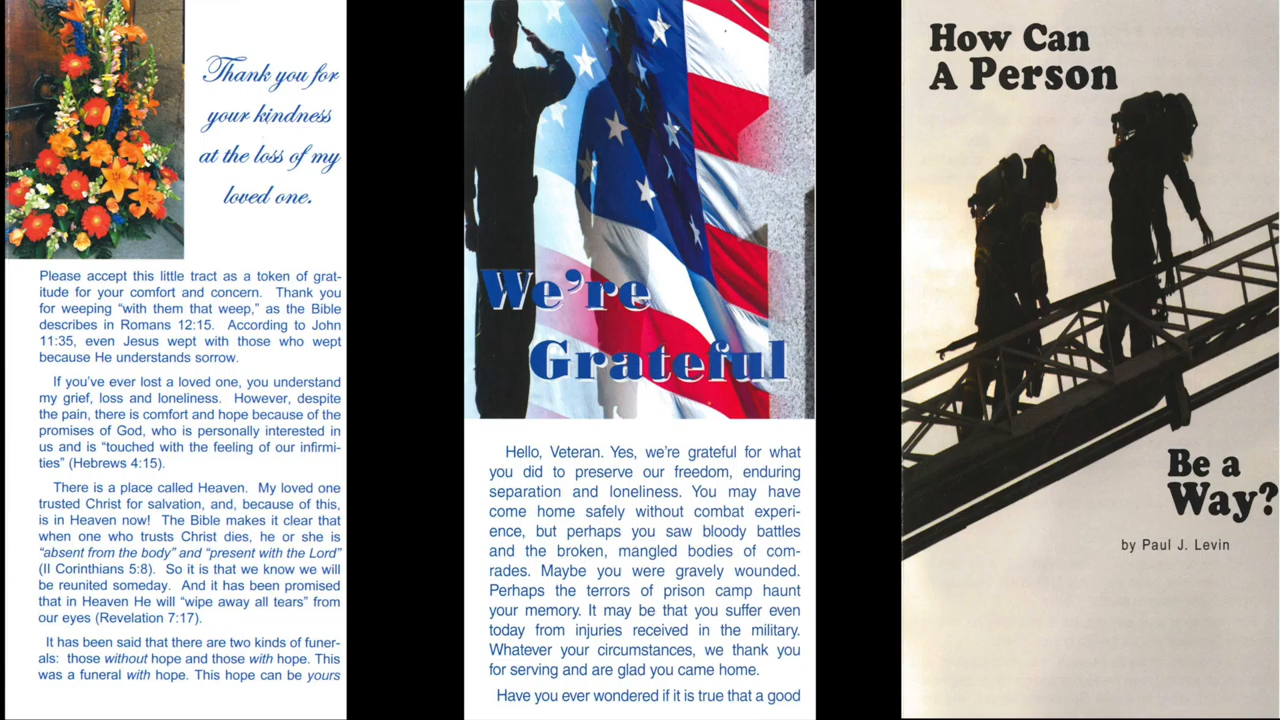 Thank you for
your kindness
at the loss of my
loved one.
Please accept this little tract as a token of grat-
itude for your comfort and concern. Thank you
for weeping “with them that weep,” as the Bible
describes in Romans 12:15. According to John
11:35, even Jesus wept with those who wept
because He understands sorrow.
If you've ever lost a loved one, you understand
my grief, loss and loneliness. However, despite
the pain, there is comfort and hope because of the
promises of God, who is personally interested in
us and is “touched with the feeling of our infirmi-
ties” (Hebrews 4:15).
There is a place called Heaven. My loved one
trusted Christ for salvation, and, because of this,
is in Heaven now! The Bible makes it clear that
when one who trusts Christ dies, he or she is
“absent from the body” and “present with the Lord”
(II Corinthians 5:8). So it is that we know we will
be reunited someday. And it has been promised
that in Heaven He will “wipe away all tears” from
our eyes (Revelation 7:17).
It has been said that there are two kinds of funer-
als: those without hope and those with hope. This
was a funeral with hope. This hope can be yours
We're
Grateful
Hello, Veteran. Yes, we're grateful for what
you did to preserve our freedom, enduring
separation and loneliness. You may have
come home safely without combat experi-
ence, but perhaps you saw bloody battles
and the broken, mangled bodies of com-
rades. Maybe you were gravely wounded.
Perhaps the terrors of prison camp haunt
your memory. It may be that you suffer even
today from injuries received in the military.
Whatever your circumstances, we thank you
for serving and are glad you came home.
Have you ever wondered if it is true that a good
How Can
A Person
Be a
Way?
by Paul J. Levin